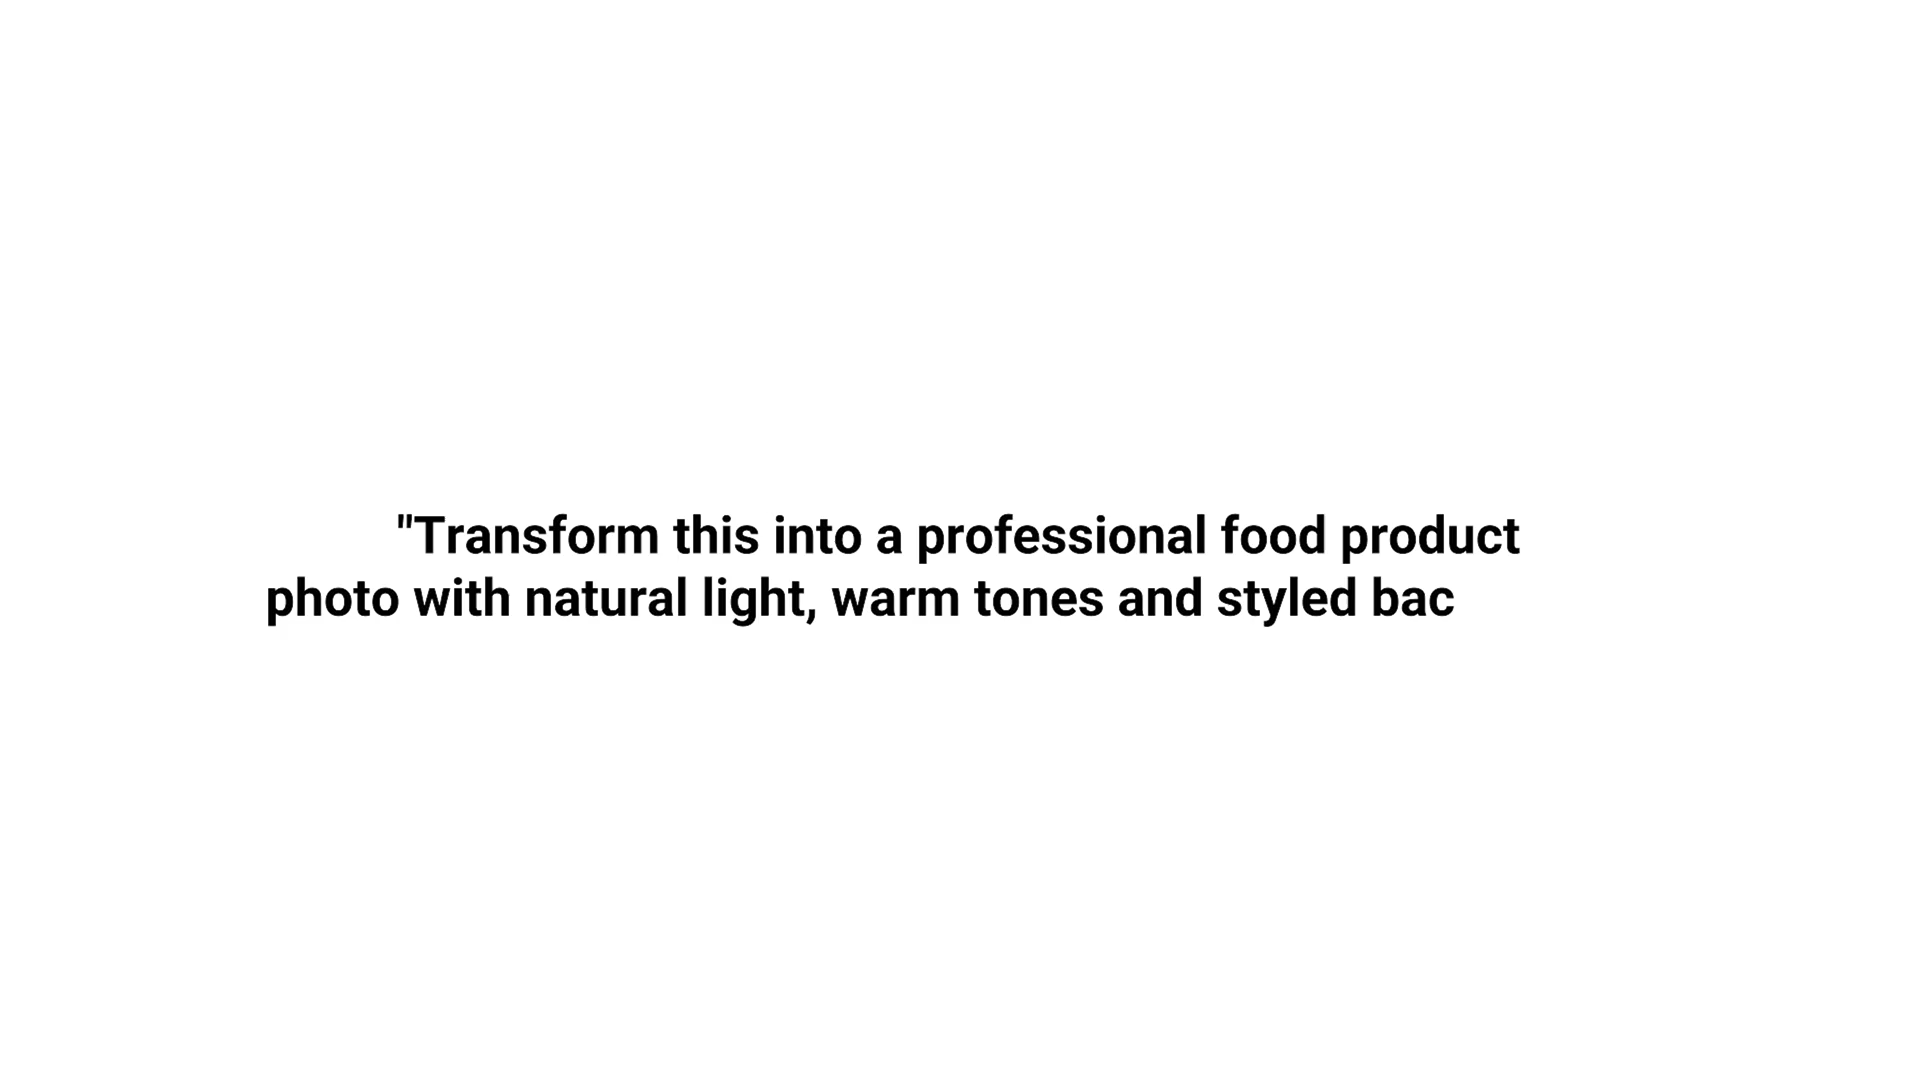 "Transform this into a professional food product
photo with natural light, warm tones and styled bac